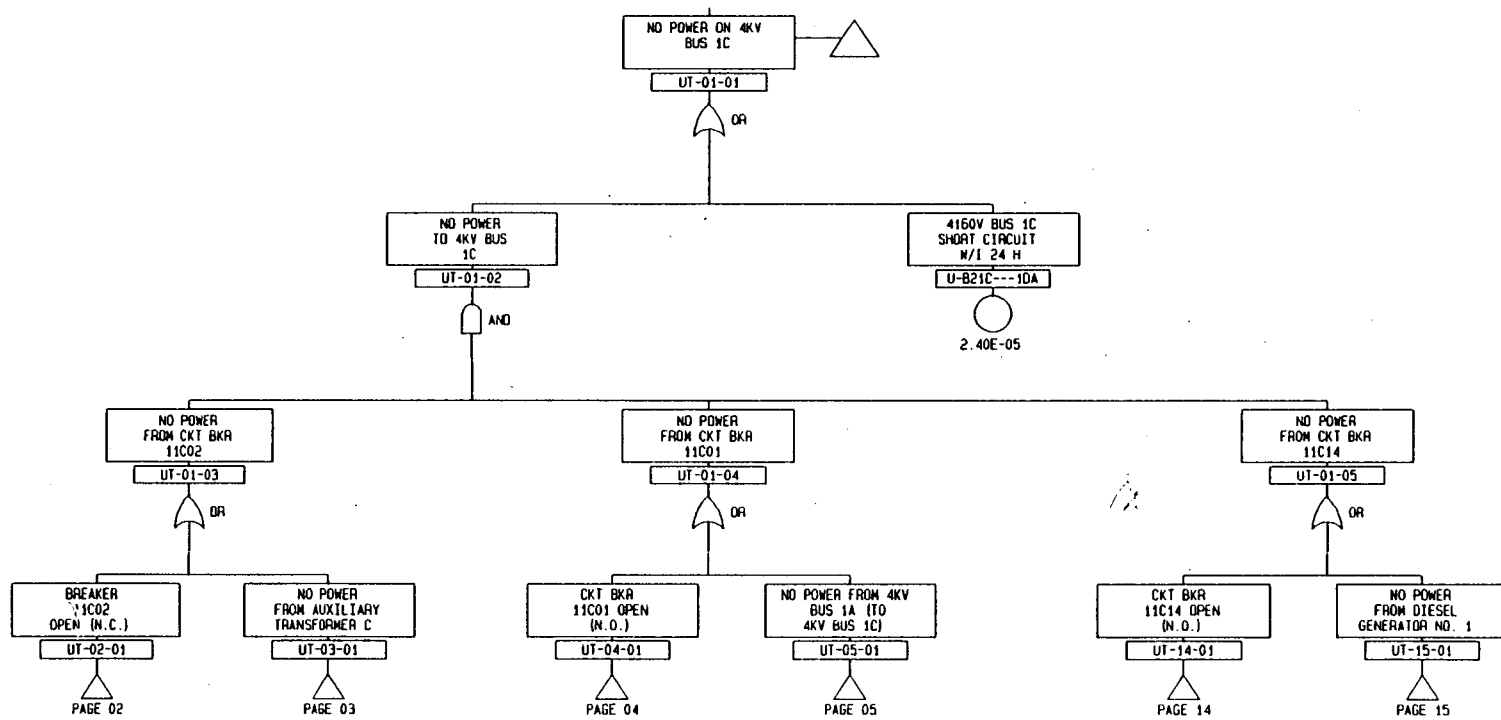 NO POWER ON 4KV
BUS 1C
UT-01-01
OR
NO POWER
TO 4KV BUS
1C
UT-01-02
AND
4160V BUS 1C
SHORT CIRCUIT
W/I 24 H
U-B21C---1DA
2.40E-05
NO POWER
FROM CKT BKR
11C02
UT-01-03
OR
NO POWER
FROM CKT BKR
11C01
UT-01-04
OR
NO POWER
FROM CKT BKR
11C14
UT-01-05
OR
BREAKER
11C02
OPEN (N.C.)
UT-02-01
PAGE 02
NO POWER
FROM AUXILIARY
TRANSFORMER C
UT-03-01
PAGE 03
CKT BKR
11C01 OPEN
(N.O.)
UT-04-01
PAGE 04
NO POWER FROM 4KV
BUS 1A (TO
4KV BUS 1C)
UT-05-01
PAGE 05
CKT BKR
11C14 OPEN
(N.O.)
UT-14-01
PAGE 14
NO POWER
FROM DIESEL
GENERATOR NO. 1
UT-15-01
PAGE 15